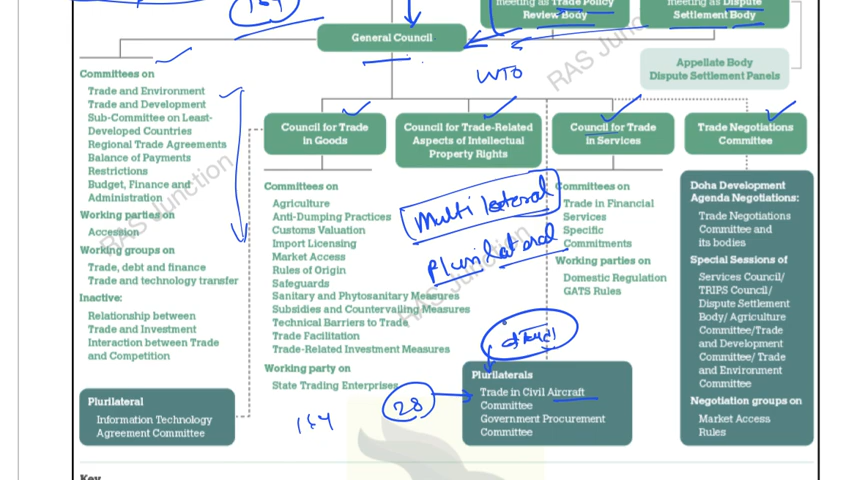 164
meeting as Trade Policy
Review Body
meeting as Dispute
Settlement Body
General Council
WTO
RAS Junction
Appellate Body
Dispute Settlement Panels
Committees on
Trade and Environment
Trade and Development
Sub-Committee on Least-
Developed Countries
Regional Trade Agreements
Balance of Payments
Restrictions
Budget, Finance and
Administration
Working parties on
Accession
Working groups on
Trade, debt and finance
Trade and technology transfer
Inactive:
Relationship between
Trade and Investment
Interaction between Trade
and Competition
RAS Junction
Plurilateral
Information Technology
Agreement Committee
Council for Trade
in Goods
Committees on
Agriculture
Anti-Dumping Practices
Customs Valuation
Import Licensing
Market Access
Rules of Origin
Safeguards
Sanitary and Phytosanitary Measures
Subsidies and Countervailing Measures
Technical Barriers to Trade
Trade Facilitation
Trade-Related Investment Measures
Working party on
State Trading Enterprises
164
28
Council for Trade-Related
Aspects of Intellectual
Property Rights
Multilateral
Plurilateral
RAS Junction
Plurilaterals
Trade in Civil Aircraft
Committee
Government Procurement
Committee
Council for Trade
in Services
Committees on
Trade in Financial
Services
Specific
Commitments
Working parties on
Domestic Regulation
GATS Rules
Trade Negotiations
Committee
Doha Development
Agenda Negotiations:
Trade Negotiations
Committee and
its bodies
Special Sessions of
Services Council/
TRIPS Council/
Dispute Settlement
Body/ Agriculture
Committee/Trade
and Development
Committee/ Trade
and Environment
Committee
Negotiation groups on
Market Access
Rules
Key